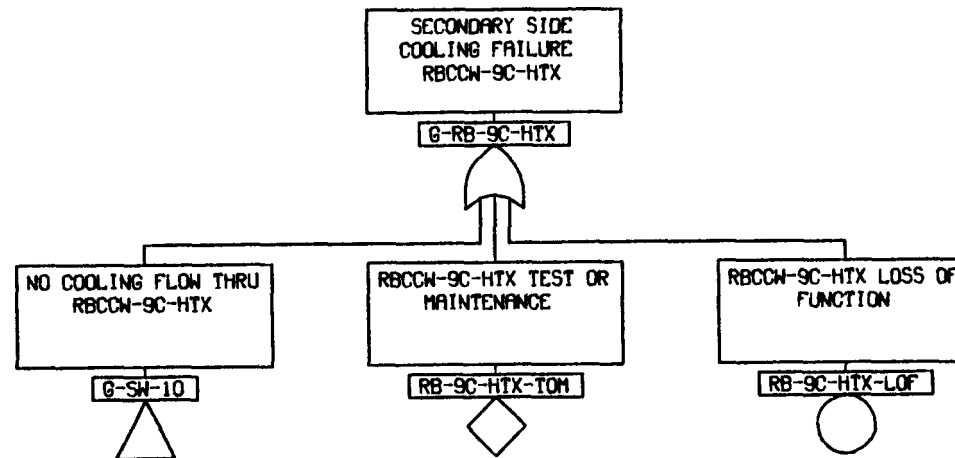 SECONDARY SIDE
COOLING FAILURE
RBCCW-9C-HTX
G-RB-9C-HTX
NO COOLING FLOW THRU
RBCCW-9C-HTX
G-SW-10
RBCCW-9C-HTX TEST OR
MAINTENANCE
RB-9C-HTX-TOM
RBCCW-9C-HTX LOSS OF
FUNCTION
RB-9C-HTX-LOF